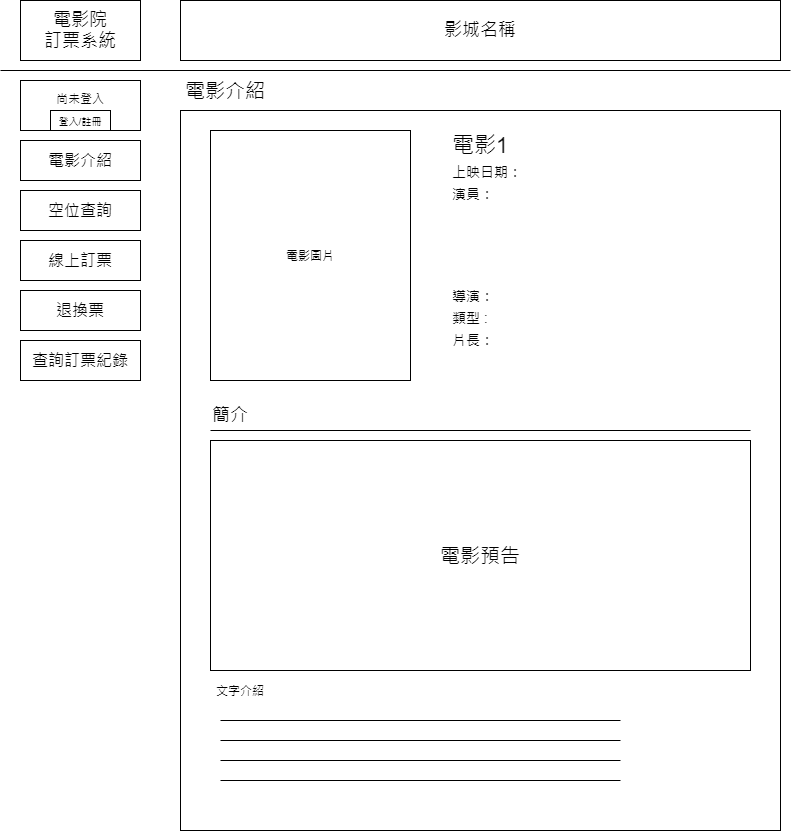 電影院
訂票系統
影城名稱
尚未登入
登入/註冊
電影介紹
空位查詢
線上訂票
退換票
查詢訂票紀錄
電影介紹
電影圖片
電影1
上映日期：
演員：
導演：
類型 :
片長：
簡介
電影預告
文字介紹